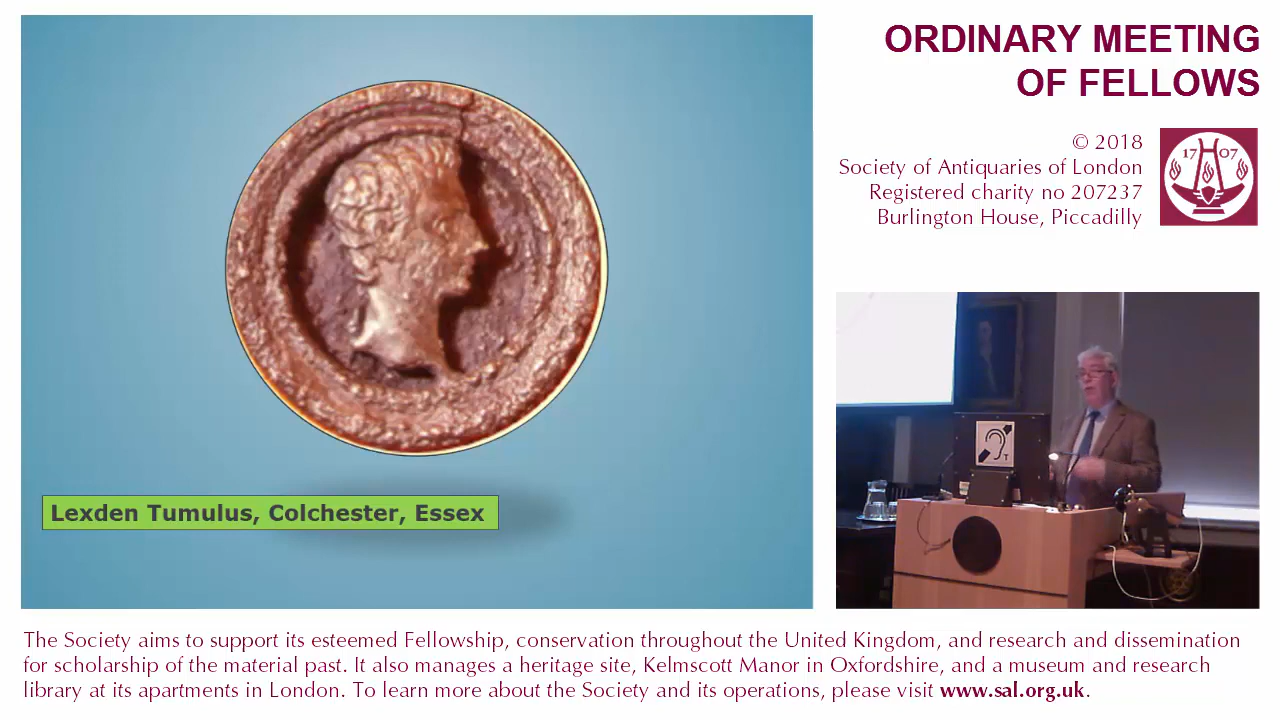 ORDINARY MEETING
OF FELLOWS
© 2018
Society of Antiquaries of London
Registered charity no 207237
Burlington House, Piccadilly
17 07
Lexden Tumulus, Colchester, Essex
T
The Society aims to support its esteemed Fellowship, conservation throughout the United Kingdom, and research and dissemination
for scholarship of the material past. It also manages a heritage site, Kelmscott Manor in Oxfordshire, and a museum and research
library at its apartments in London. To learn more about the Society and its operations, please visit www.sal.org.uk.